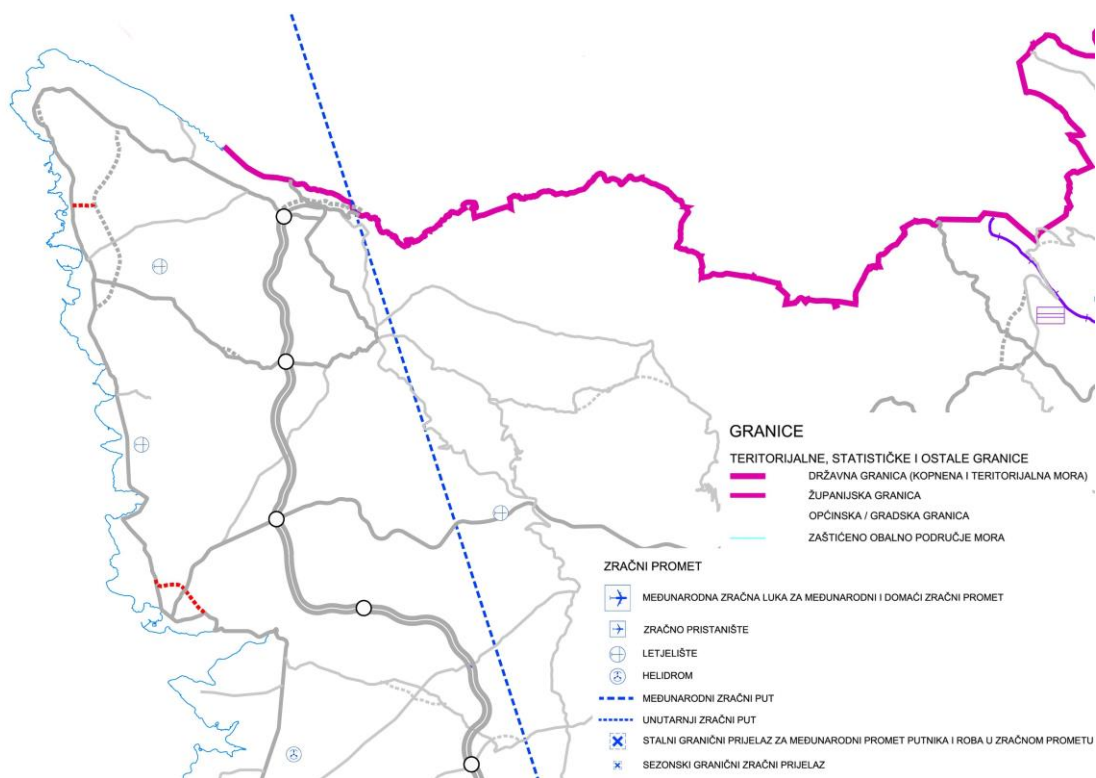 GRANICE
TERITORIJALNE, STATISTIČKE I OSTALE GRANICE
DRŽAVNA GRANICA (KOPNENA I TERITORIJALNA MORA)
ŽUPANIJSKA GRANICA
OPĆINSKA / GRADSKA GRANICA
ZAŠTIĆENO OBALNO PODRUČJE MORA
ZRAČNI PROMET
MEĐUNARODNA ZRAČNA LUKA ZA MEĐUNARODNI I DOMAĆI ZRAČNI PROMET
ZRAČNO PRISTANIŠTE
LETJELIŠTE
HELIDROM
MEĐUNARODNI ZRAČNI PUT
UNUTARNJI ZRAČNI PUT
STALNI GRANIČNI PRIJELAZ ZA MEĐUNARODNI PROMET PUTNIKA I ROBA U ZRAČNOM PROMETU
SEZONSKI GRANIČNI ZRAČNI PRIJELAZ